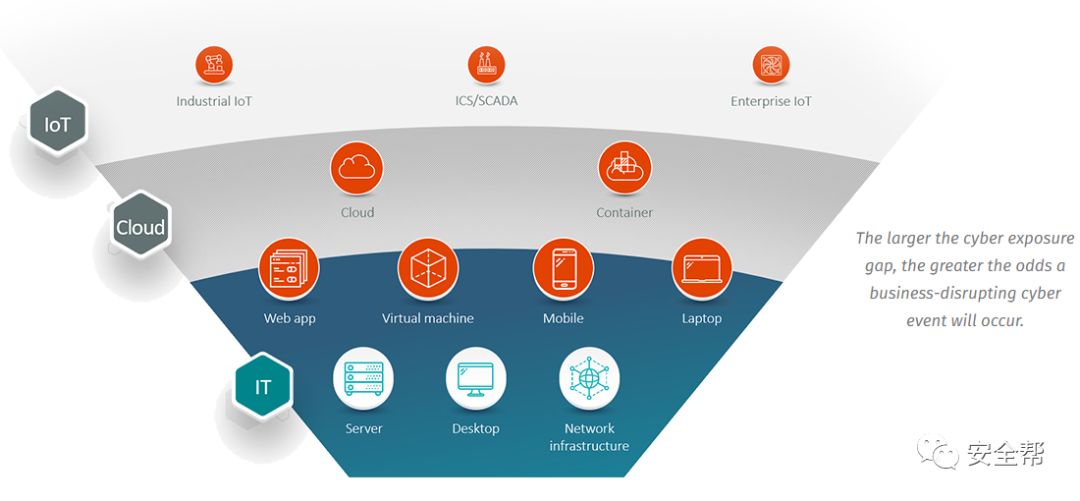 Industrial IoT
ICS/SCADA
Enterprise IoT
IoT
Cloud
Container
Cloud
The larger the cyber exposure
gap, the greater the odds a
business-disrupting cyber
event will occur.
Web app
Virtual machine
Mobile
Laptop
IT
Server
Desktop
Network
infrastructure
安全帮